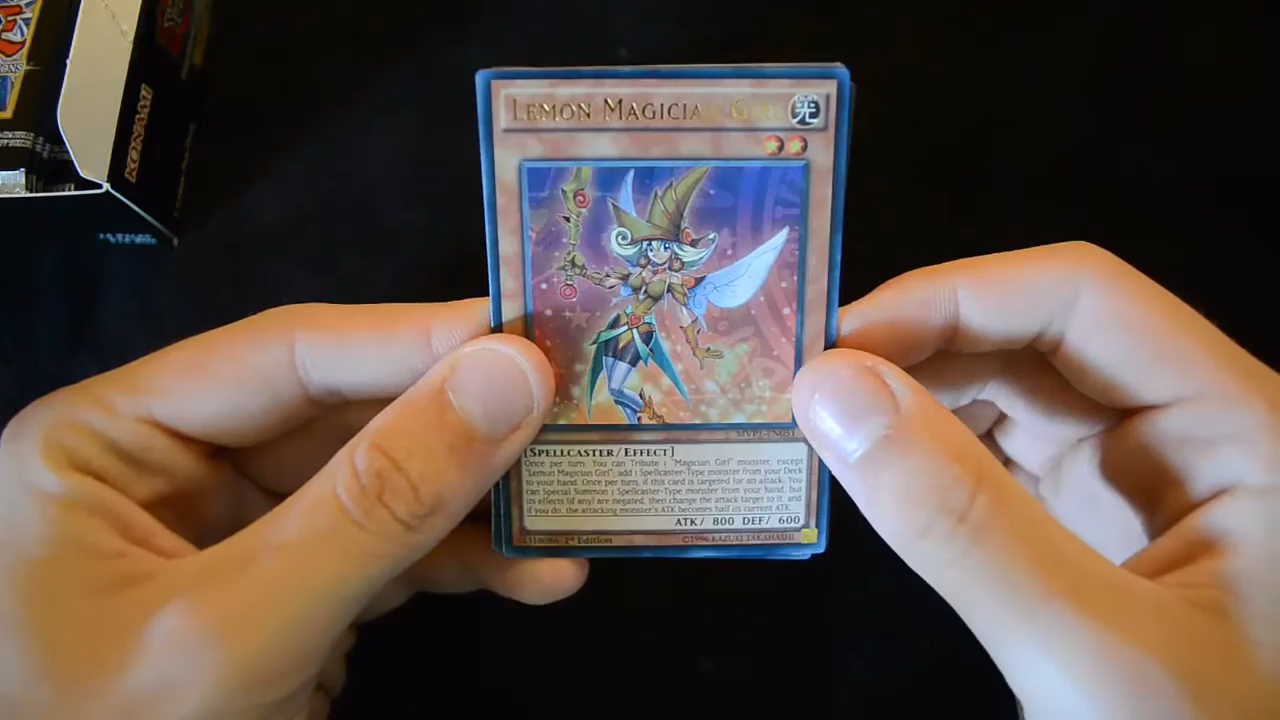 KONAMI
LEMON MAGICIAN GIRL
光
MVP1-EN051
[SPELLCASTER/EFFECT]
Once per turn: You can Tribute 1 "Magician Girl" monster, except
"Lemon Magician Girl"; add 1 Spellcaster-Type monster from your Deck
to your hand. Once per turn, if this card is targeted for an attack: You
can Special Summon 1 Spellcaster-Type monster from your hand, but
its effects (if any) are negated, then change the attack target to it, and
if you do, the attacking monster's ATK becomes half its current ATK.
ATK/ 800 DEF/ 600
1st Edition
©1996 KAZUKI TAKAHASHI